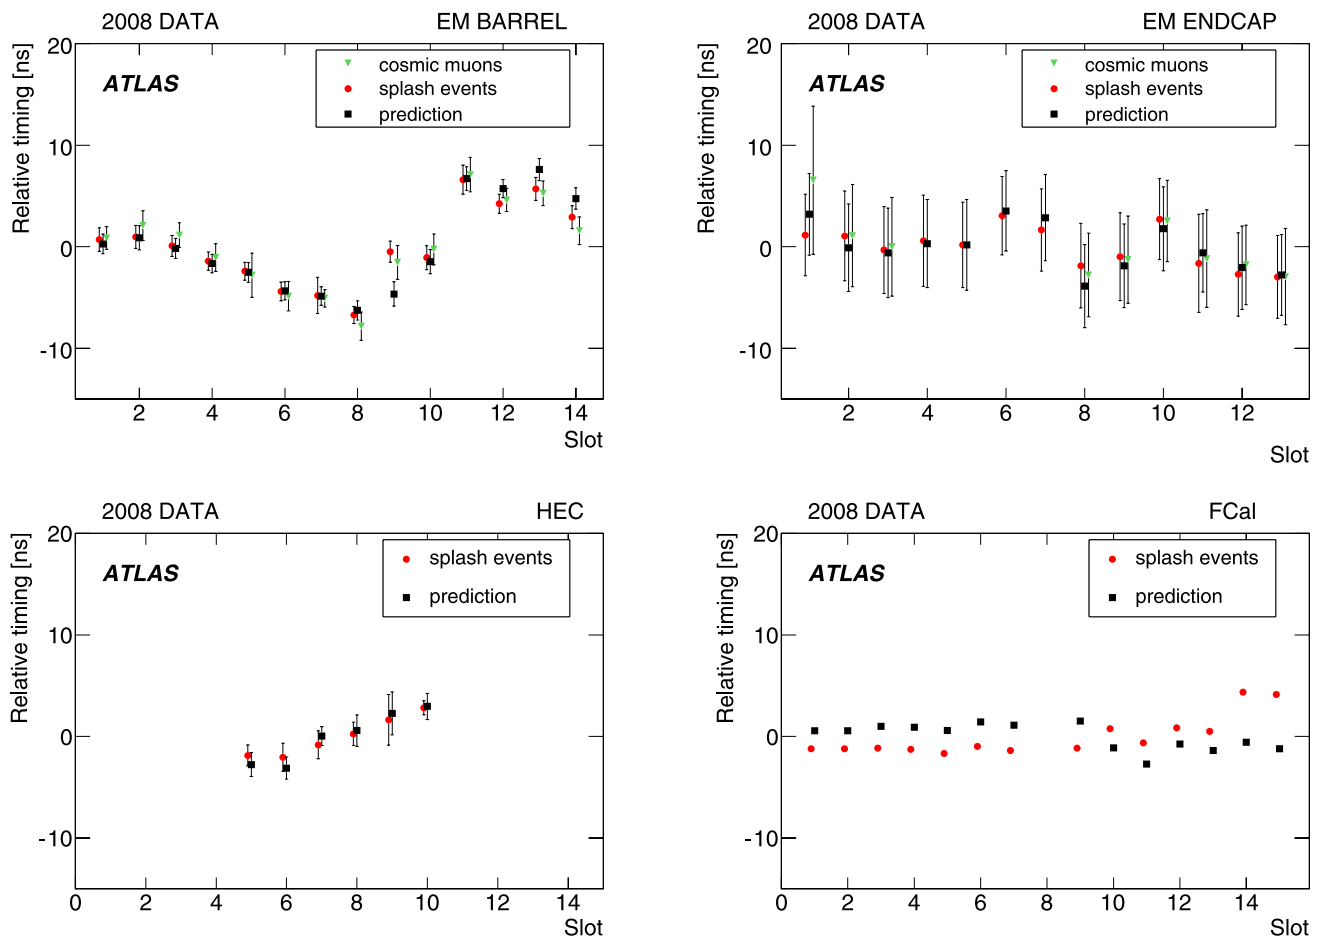 2008 DATA EM BARREL
Relative timing [ns]
20
10
0
-10
ATLAS
cosmic muons
splash events
prediction
2 4 6 8 10 12 14
Slot
2008 DATA EM ENDCAP
Relative timing [ns]
20
10
0
-10
ATLAS
cosmic muons
splash events
prediction
2 4 6 8 10 12
Slot
2008 DATA HEC
Relative timing [ns]
20
10
0
-10
ATLAS
splash events
prediction
0 2 4 6 8 10 12 14
Slot
2008 DATA FCal
Relative timing [ns]
20
10
0
-10
ATLAS
splash events
prediction
0 2 4 6 8 10 12 14
Slot